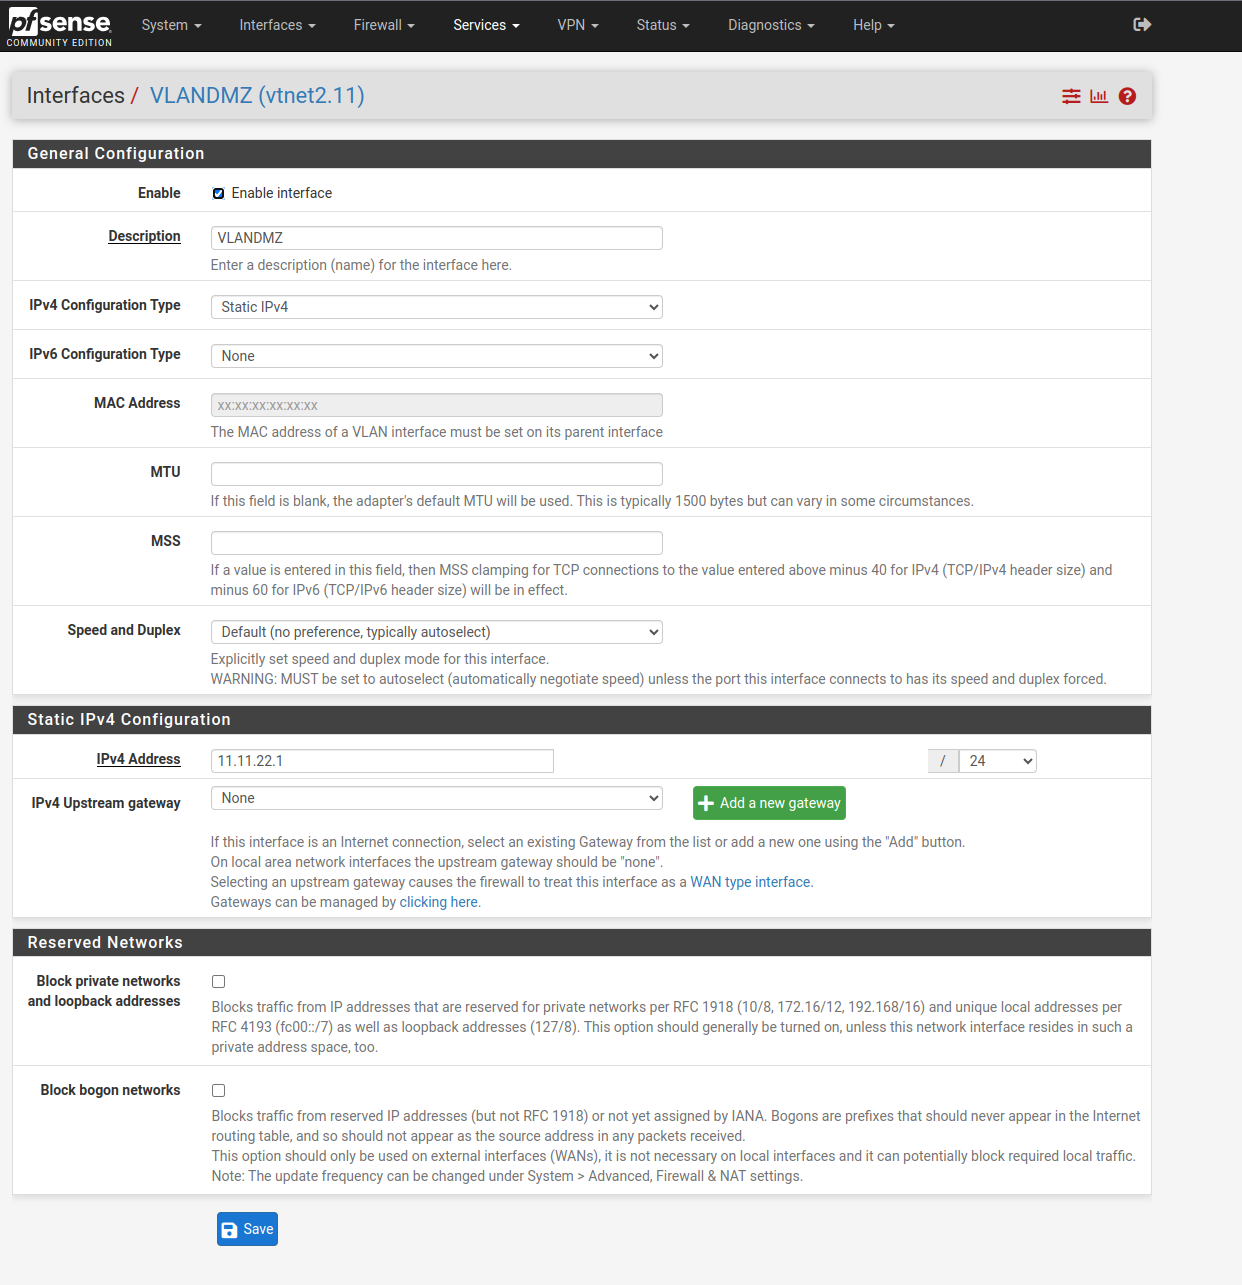 pfsense
COMMUNITY EDITION
System Interfaces Firewall Services VPN Status Diagnostics Help
Interfaces / VLANDMZ (vtnet2.11)
General Configuration
Enable Enable interface
Description VLANDMZ
Enter a description (name) for the interface here.
IPv4 Configuration Type Static IPv4
IPv6 Configuration Type None
MAC Address xx:xx:xx:xx:xx:xx
The MAC address of a VLAN interface must be set on its parent interface
MTU
If this field is blank, the adapter's default MTU will be used. This is typically 1500 bytes but can vary in some circumstances.
MSS
If a value is entered in this field, then MSS clamping for TCP connections to the value entered above minus 40 for IPv4 (TCP/IPv4 header size) and
minus 60 for IPv6 (TCP/IPv6 header size) will be in effect.
Speed and Duplex Default (no preference, typically autoselect)
Explicitly set speed and duplex mode for this interface.
WARNING: MUST be set to autoselect (automatically negotiate speed) unless the port this interface connects to has its speed and duplex forced.
Static IPv4 Configuration
IPv4 Address 11.11.22.1 / 24
IPv4 Upstream gateway None Add a new gateway
If this interface is an Internet connection, select an existing Gateway from the list or add a new one using the "Add" button.
On local area network interfaces the upstream gateway should be "none".
Selecting an upstream gateway causes the firewall to treat this interface as a WAN type interface.
Gateways can be managed by clicking here.
Reserved Networks
Block private networks
and loopback addresses
Blocks traffic from IP addresses that are reserved for private networks per RFC 1918 (10/8, 172.16/12, 192.168/16) and unique local addresses per
RFC 4193 (fc00::/7) as well as loopback addresses (127/8). This option should generally be turned on, unless this network interface resides in such a
private address space, too.
Block bogon networks
Blocks traffic from reserved IP addresses (but not RFC 1918) or not yet assigned by IANA. Bogons are prefixes that should never appear in the Internet
routing table, and so should not appear as the source address in any packets received.
This option should only be used on external interfaces (WANs), it is not necessary on local interfaces and it can potentially block required local traffic.
Note: The update frequency can be changed under System > Advanced, Firewall & NAT settings.
Save